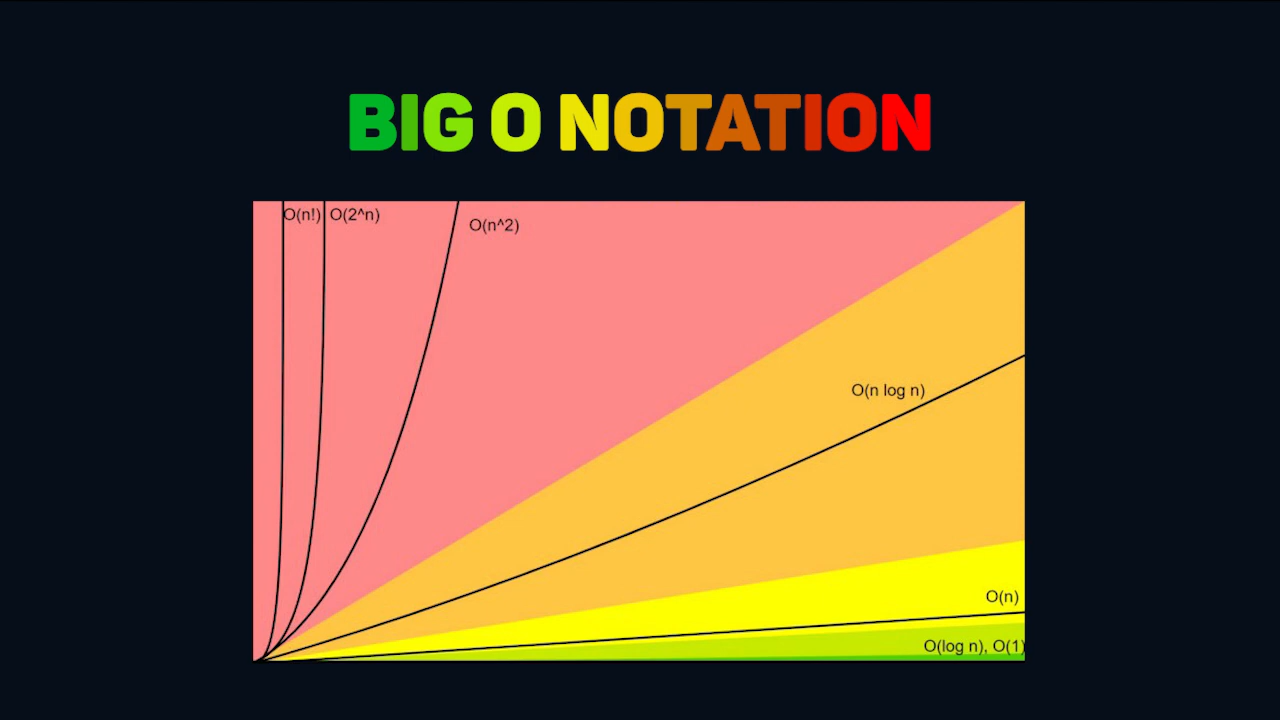 BIG O NOTATION
O(n!)
O(2^n)
O(n^2)
O(n log n)
O(n)
O(log n), O(1)